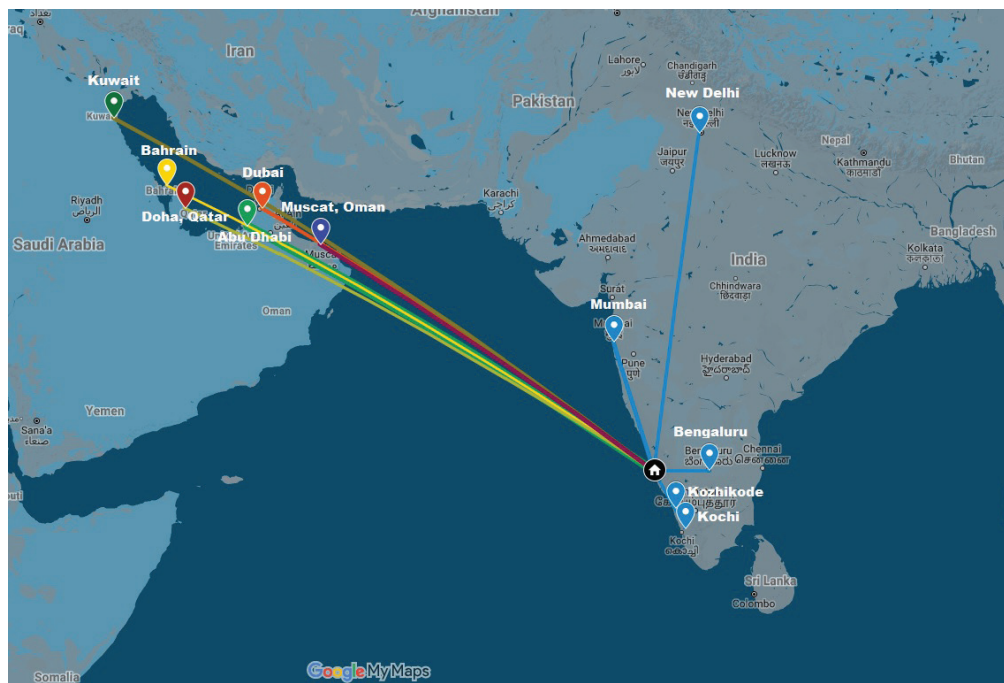 Afghanistan
Iran
Kuwait
Bahrain
Dubai
Doha, Qatar
Muscat, Oman
Abu Dhabi
Emirates
Riyadh
الرياض
Saudi Arabia
Oman
Yemen
Sana'a
صنعاء
Somalia
Pakistan
Lahore
لاہور
Chandigarh
ਚੰਡੀਗੜ੍ਹ
New Delhi
Jaipur
जयपुर
Lucknow
लखनऊ
Nepal
Kathmandu
काठमाडौं
Bhutan
Karachi
کراچی
Ahmedabad
અમદાવાદ
India
Bangladesh
Kolkata
কলকাতা
Chhindwara
छिंदवाड़ा
Surat
સુરત
Mumbai
Pune
पुणे
Hyderabad
హైదరాబాద్
Bengaluru
Chennai
சென்னை
Kozhikode
Kochi
Kochi
കൊച്ചി
Sri Lanka
Colombo
Google My Maps